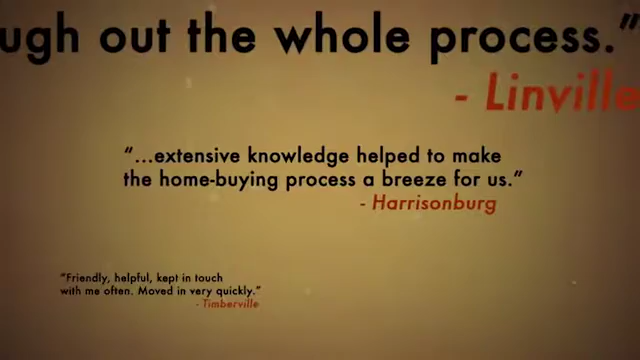 ugh out the whole process.”
- Linville
“...extensive knowledge helped to make
the home-buying process a breeze for us.”
- Harrisonburg
“Friendly, helpful, kept in touch
with me often. Moved in very quickly.”
- Timberville